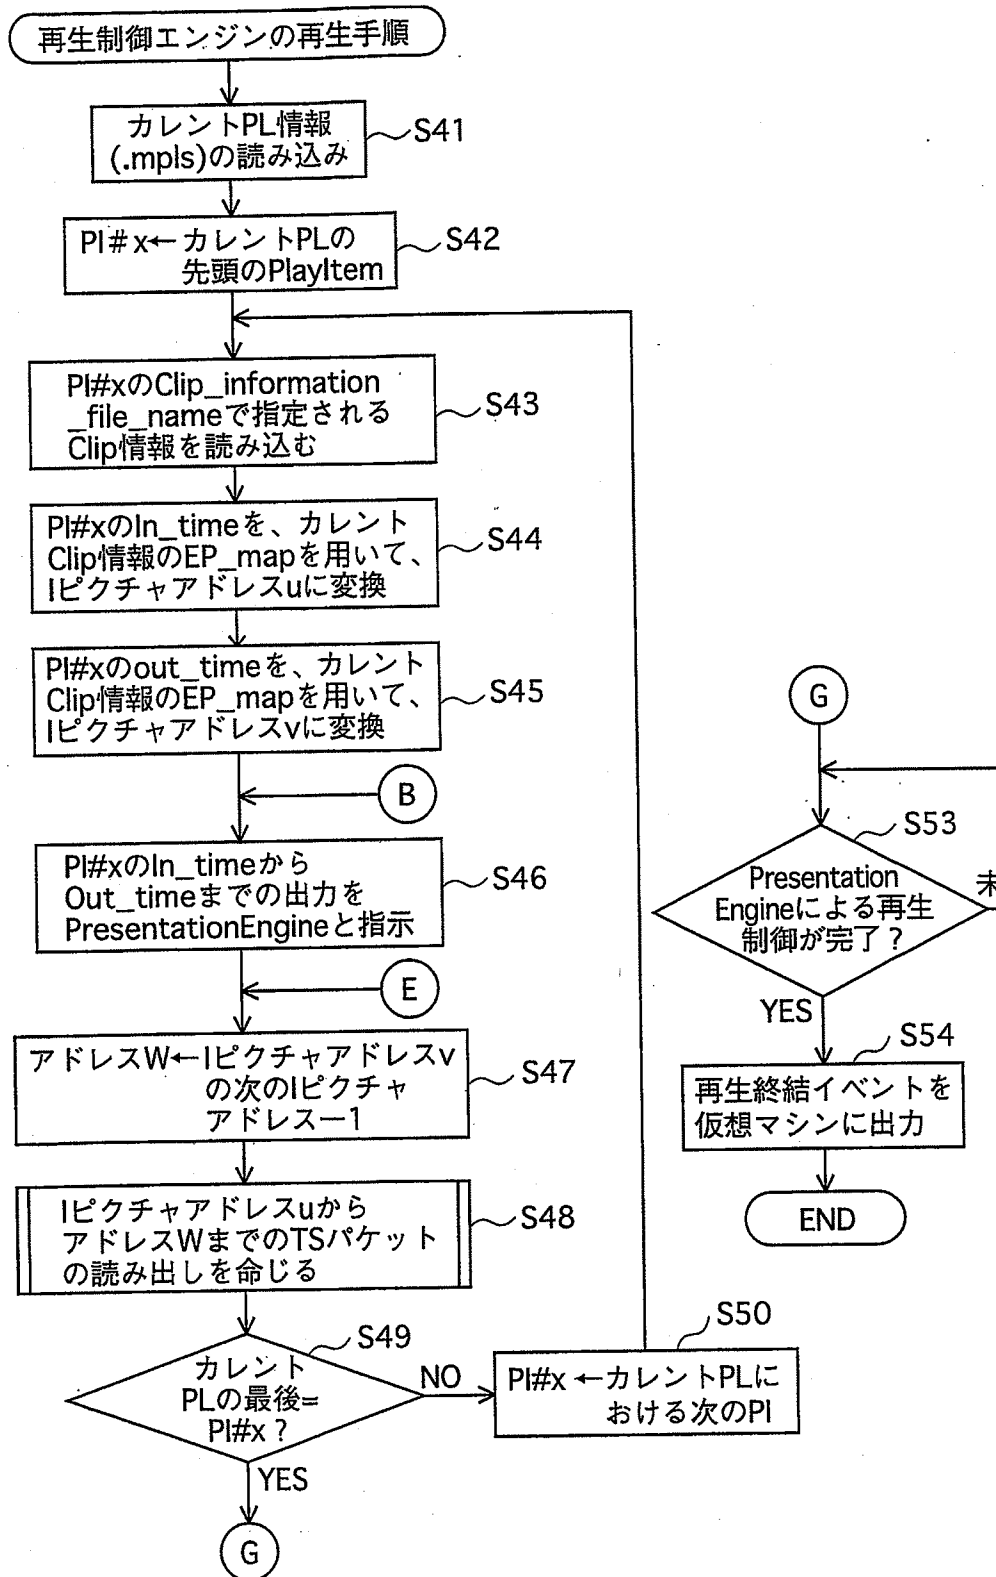 再生制御エンジンの再生手順
カレントPL情報
(.mpls)の読み込み
S41
PI#x←カレントPLの
先頭のPlayItem
S42
PI#xのClip_information
_file_nameで指定される
Clip情報を読み込む
S43
PI#xのIn_timeを、カレント
Clip情報のEP_mapを用いて、
Iピクチャアドレスuに変換
S44
PI#xのout_timeを、カレント
Clip情報のEP_mapを用いて、
Iピクチャアドレスvに変換
S45
B
PI#xのIn_timeから
Out_timeまでの出力を
PresentationEngineと指示
S46
E
アドレスW←Iピクチャアドレスv
の次のIピクチャ
アドレスー1
S47
Iピクチャアドレスuから
アドレスWまでのTSパケット
の読み出しを命じる
S48
カレント
PLの最後=
PI#x?
S49
NO
YES
PI#x←カレントPLに
おける次のPI
S50
G
G
Presentation
Engineによる再生
制御が完了?
S53
未
YES
再生終結イベントを
仮想マシンに出力
S54
END